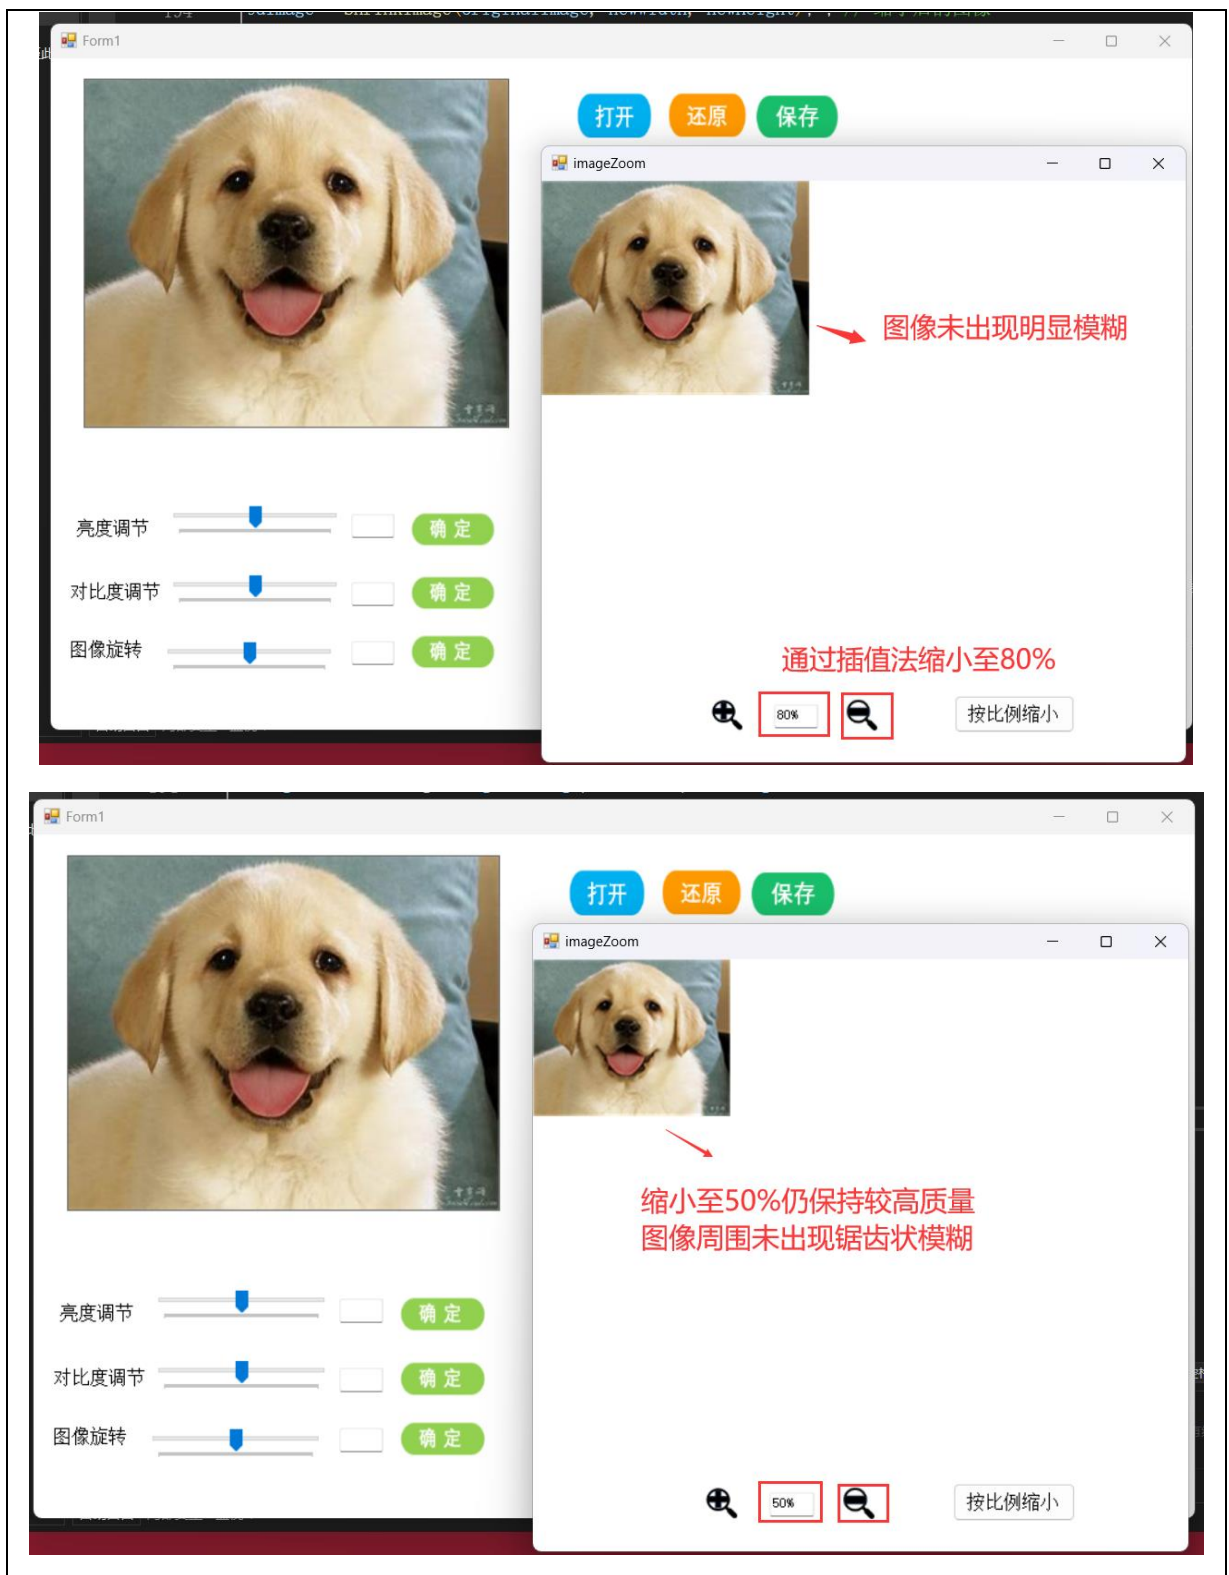 Form1
打开
还原
保存
imageZoom
图像未出现明显模糊
亮度调节
确 定
对比度调节
确 定
图像旋转
确 定
通过插值法缩小至80%
80%
按比例缩小
Form1
打开
还原
保存
imageZoom
缩小至50%仍保持较高质量
图像周围未出现锯齿状模糊
亮度调节
确 定
对比度调节
确 定
图像旋转
确 定
50%
按比例缩小